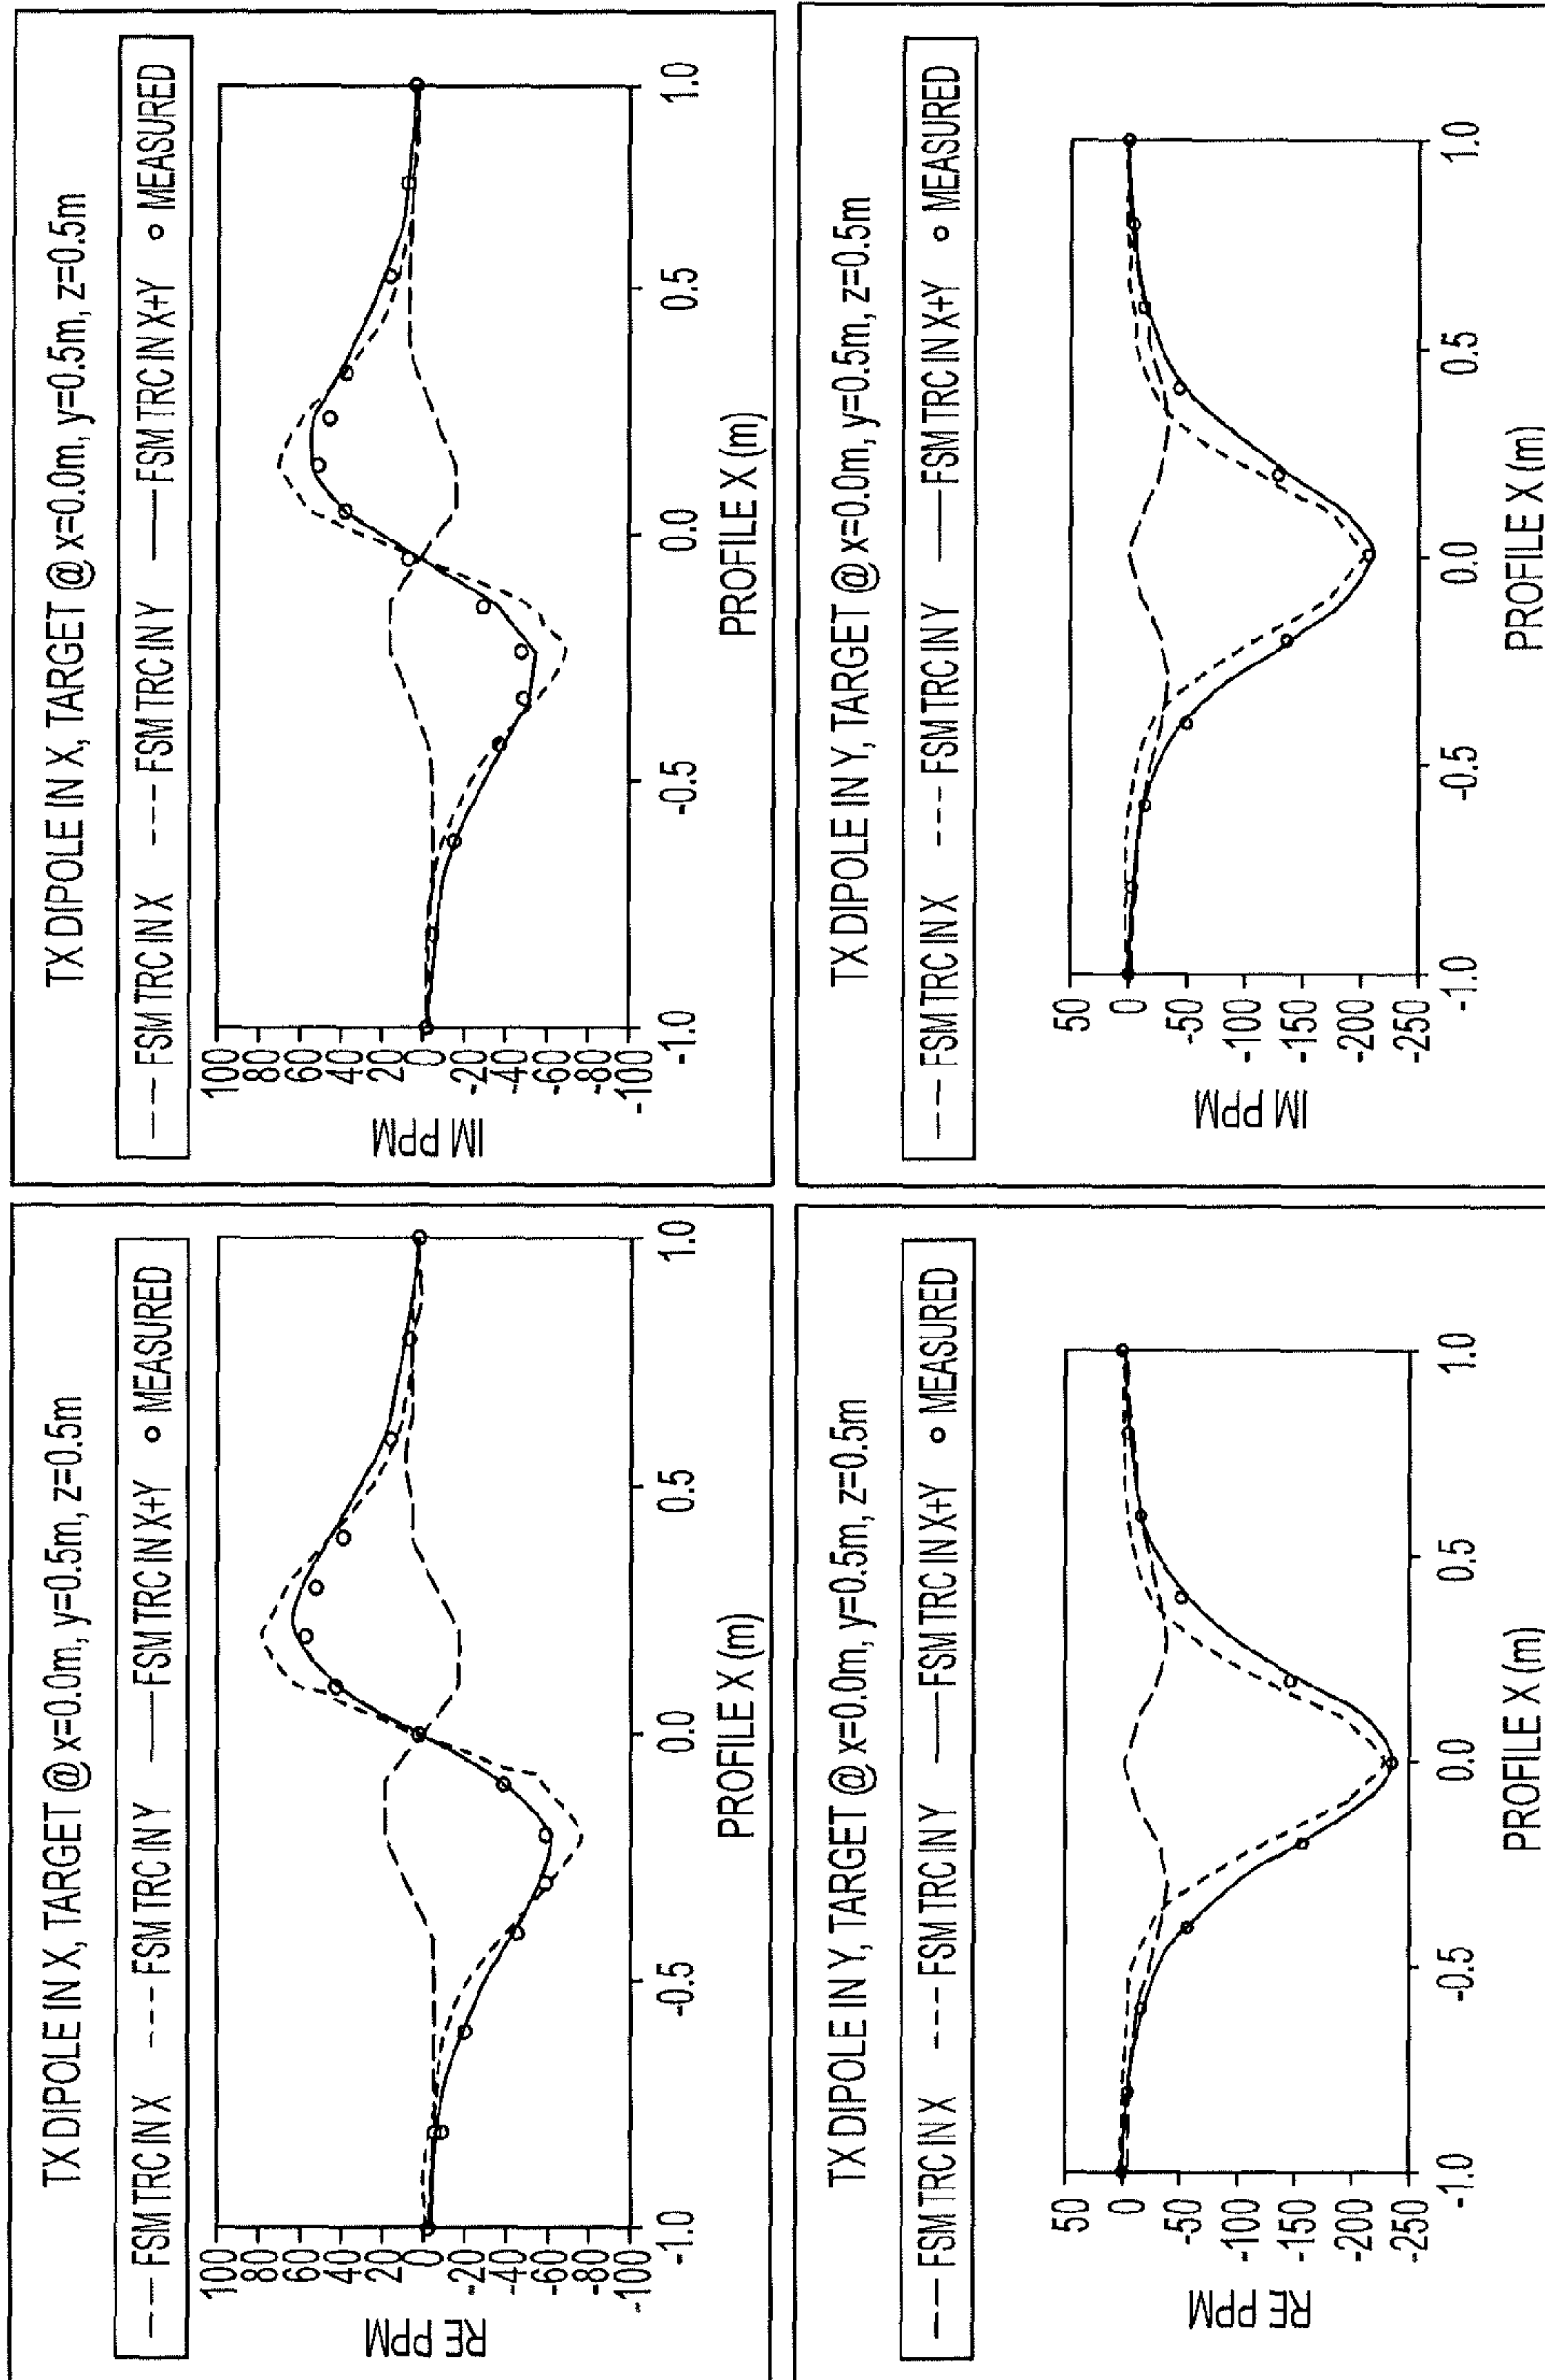 TX DIPOLE IN X, TARGET @ x=0.0m, y=0.5m, z=0.5m
FSM TRC IN X FSM TRC IN Y FSM TRC IN X+Y MEASURED
100
80
60
40
20
0
-20
-40
-60
-80
-100
RE PPM
-1.0 -0.5 0.0 0.5 1.0
PROFILE X (m)
TX DIPOLE IN X, TARGET @ x=0.0m, y=0.5m, z=0.5m
FSM TRC IN X FSM TRC IN Y FSM TRC IN X+Y MEASURED
100
80
60
40
20
0
-20
-40
-60
-80
-100
IM PPM
-1.0 -0.5 0.0 0.5 1.0
PROFILE X (m)
TX DIPOLE IN Y, TARGET @ x=0.0m, y=0.5m, z=0.5m
FSM TRC IN X FSM TRC IN Y FSM TRC IN X+Y MEASURED
50
0
-50
-100
-150
-200
-250
RE PPM
-1.0 -0.5 0.0 0.5 1.0
PROFILE X (m)
TX DIPOLE IN Y, TARGET @ x=0.0m, y=0.5m, z=0.5m
FSM TRC IN X FSM TRC IN Y FSM TRC IN X+Y MEASURED
50
0
-50
-100
-150
-200
-250
IM PPM
-1.0 -0.5 0.0 0.5 1.0
PROFILE X (m)